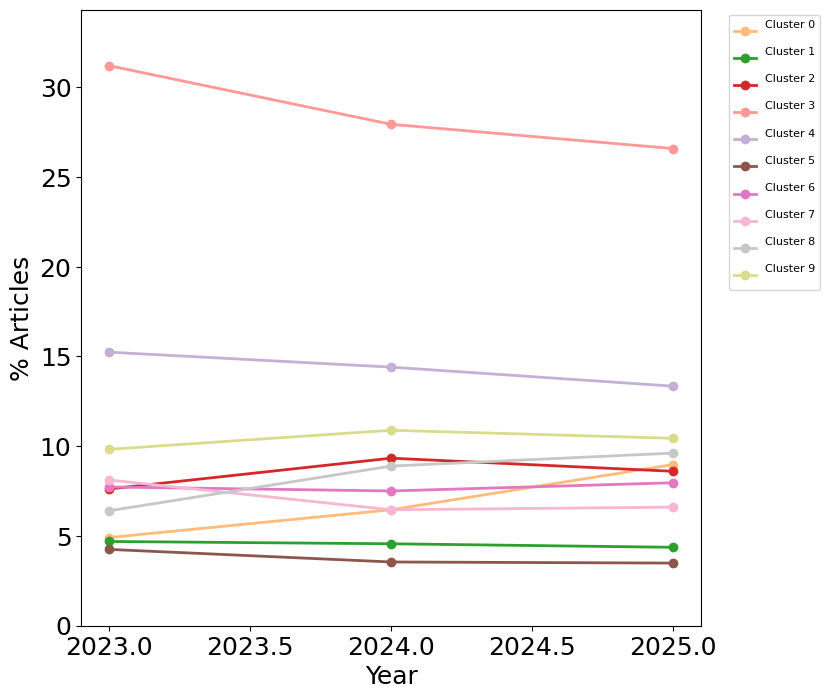 30
25
20
15
10
5
0
% Articles
2023.0 2023.5 2024.0 2024.5 2025.0
Year
Cluster 0
Cluster 1
Cluster 2
Cluster 3
Cluster 4
Cluster 5
Cluster 6
Cluster 7
Cluster 8
Cluster 9